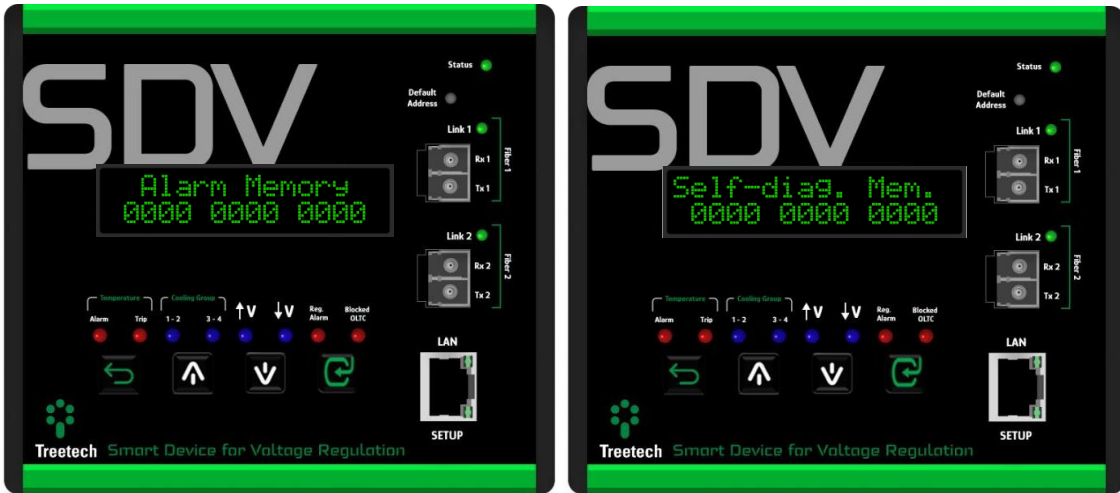 SDV
Status
Default
Address
Link 1
Rx 1
Tx 1
Fiber 1
Alarm Memory
0000 0000 0000
Link 2
Rx 2
Tx 2
Fiber 2
Temperature
Cooling Group
Alarm
Trip
1 - 2
3 - 4
↑V
↓V
Reg.
Alarm
Blocked
OLTC
LAN
SETUP
Treetech Smart Device for Voltage Regulation
SDV
Status
Default
Address
Link 1
Rx 1
Tx 1
Fiber 1
Self-diag. Mem.
0000 0000 0000
Link 2
Rx 2
Tx 2
Fiber 2
Temperature
Cooling Group
Alarm
Trip
1 - 2
3 - 4
↑V
↓V
Reg.
Alarm
Blocked
OLTC
LAN
SETUP
Treetech Smart Device for Voltage Regulation